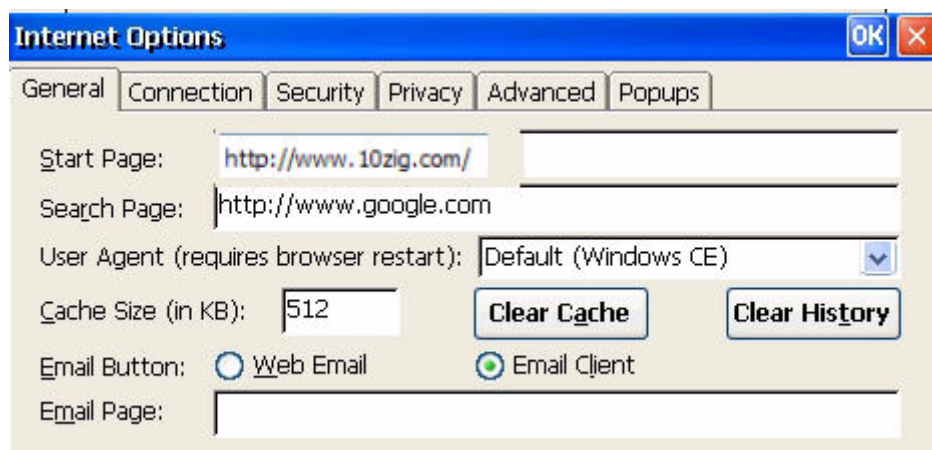 Internet Options OK
General Connection Security Privacy Advanced Popups
Start Page: http://www.10zig.com/
Search Page: http://www.google.com
User Agent (requires browser restart): Default (Windows CE)
Cache Size (in KB): 512 Clear Cache Clear History
Email Button: Web Email Email Client
Email Page: